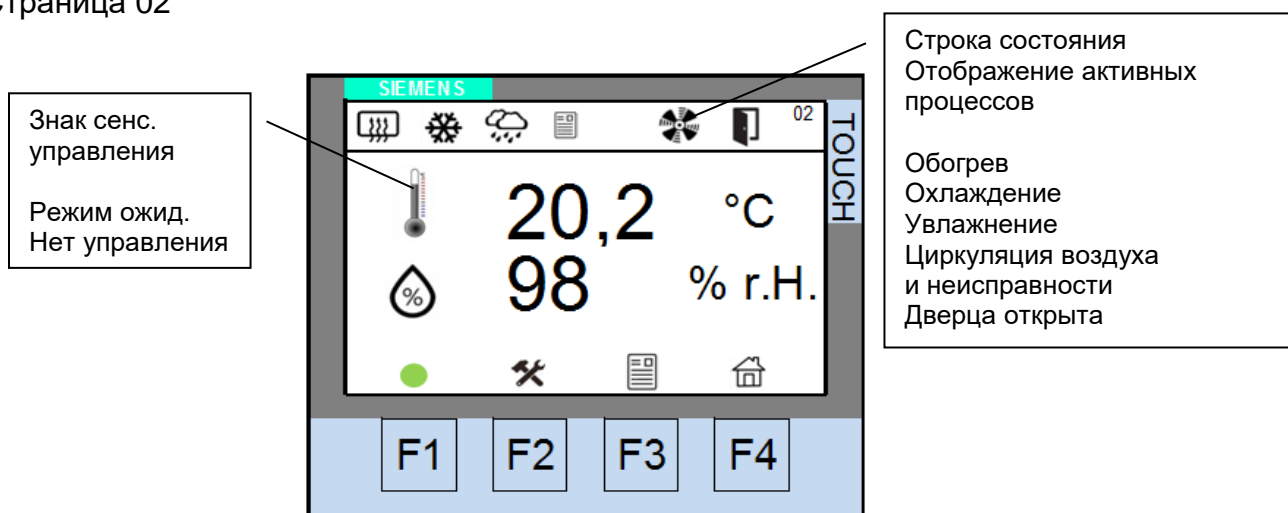 Страница 02
Знак сенс.
управления
Режим ожид.
Нет управления
SIEMENS
02
TOUCH
20,2 °C
%
98 % r.H.
F1 F2 F3 F4
Строка состояния
Отображение активных
процессов
Обогрев
Охлаждение
Увлажнение
Циркуляция воздуха
и неисправности
Дверца открыта